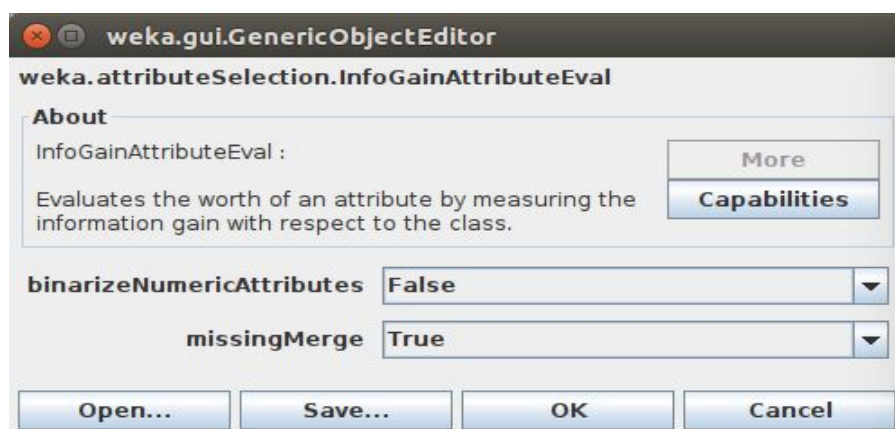 weka.gui.GenericObjectEditor
weka.attributeSelection.InfoGainAttributeEval
About
InfoGainAttributeEval :
More
Evaluates the worth of an attribute by measuring the
information gain with respect to the class.
Capabilities
binarizeNumericAttributes False
missingMerge True
Open... Save... OK Cancel